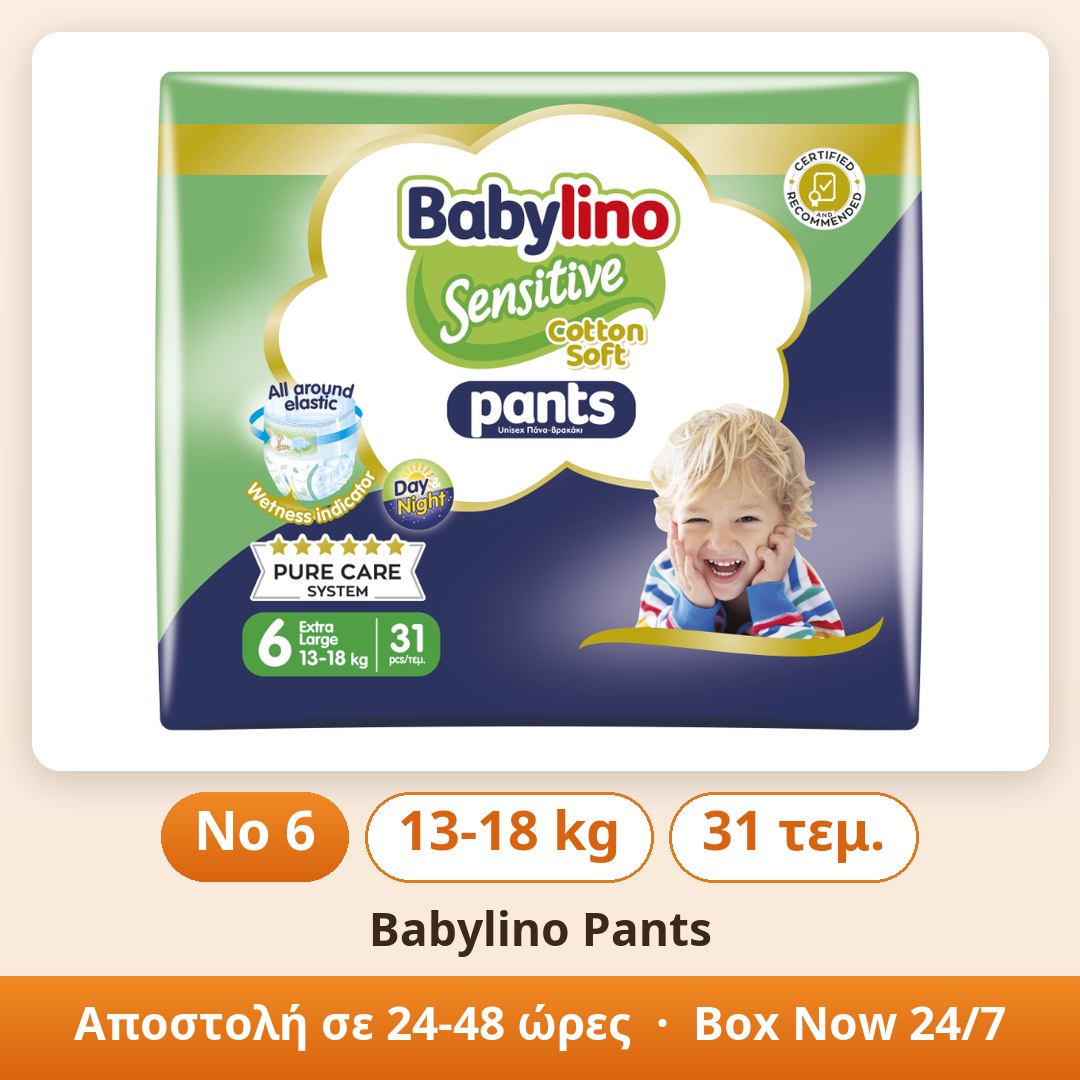 Babylino
Sensitive
Cotton
Soft
pants
Unisex Πάνα-Βρακάκι
CERTIFIED
AND
RECOMMENDED
All around
elastic
Wetness indicator
Day &
Night
PURE CARE
SYSTEM
6 Extra Large 13-18 kg
31 pcs/τεμ.
No 6
13-18 kg
31 τεμ.
Babylino Pants
Αποστολή σε 24-48 ώρες · Box Now 24/7